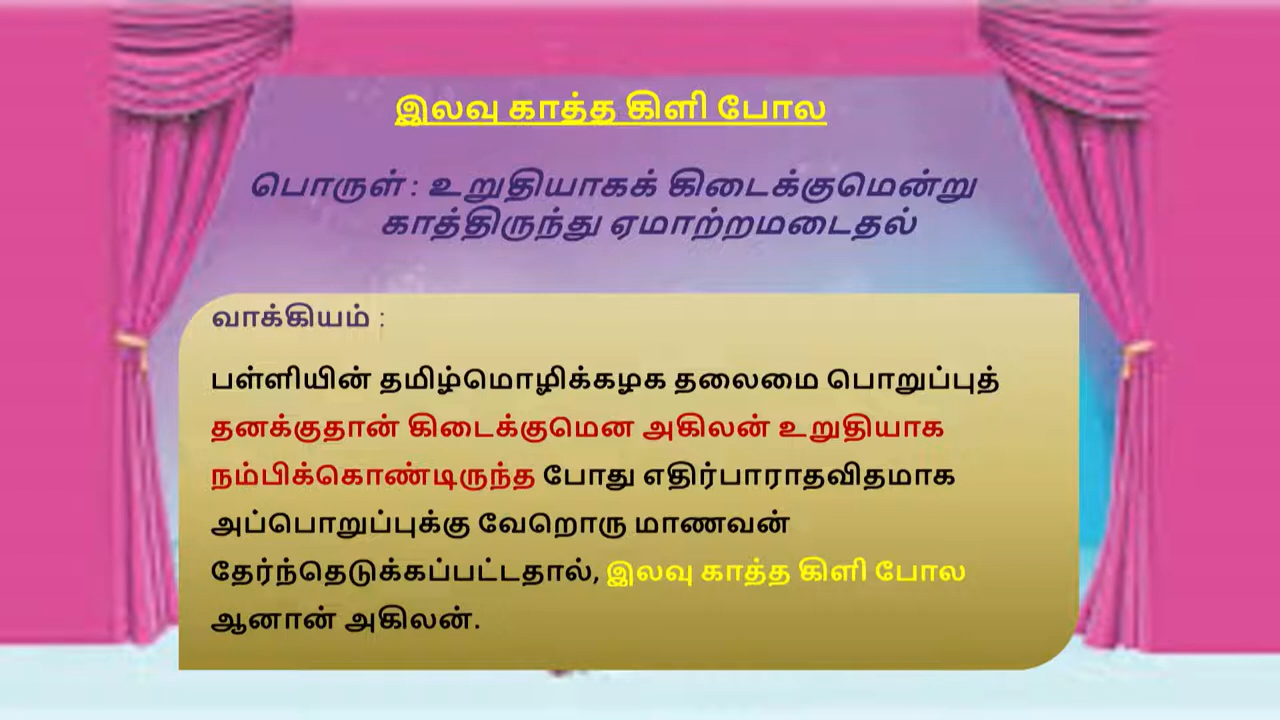 இலவு காத்த கிளி போல
பொருள் : உறுதியாகக் கிடைக்குமென்று
காத்திருந்து ஏமாற்றமடைதல்
வாக்கியம் :
பள்ளியின் தமிழ்மொழிக்கழக தலைமை பொறுப்புத்
தனக்குதான் கிடைக்குமென அகிலன் உறுதியாக
நம்பிக்கொண்டிருந்த போது எதிர்பாராதவிதமாக
அப்பொறுப்புக்கு வேறொரு மாணவன்
தேர்ந்தெடுக்கப்பட்டதால், இலவு காத்த கிளி போல
ஆனான் அகிலன்.